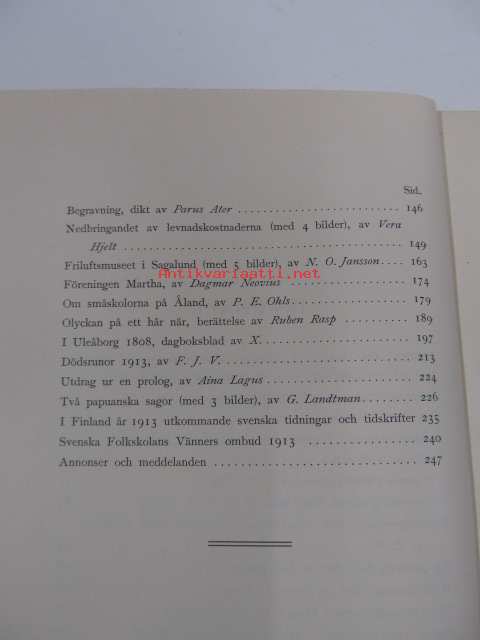 Sid.
Begravning, dikt av Parus Ater . . . . . . . . . . . . . . . . . . . . . . . . . . 146
Nedbringandet av levnadskostnaderna (med 4 bilder), av Vera
Hjelt . . . . . . . . . . . . . . . . . . . . . . . . . . . . . . . . . . . . . . . . . . . 149
Friluftsmuseet i Sagalund (med 5 bilder), av N. O. Jansson . . . . 163
Antikvariaatti.net
Föreningen Martha, av Dagmar Neovius . . . . . . . . . . . . . . . . . . 174
Om småskolorna på Åland, av P. E. Ohls . . . . . . . . . . . . . . . . . 179
Olyckan på ett hår när, berättelse av Ruben Rasp . . . . . . . . . . 189
I Uleåborg 1808, dagboksblad av X. . . . . . . . . . . . . . . . . . . . . 197
Dödsrunor 1913, av F. J. V. . . . . . . . . . . . . . . . . . . . . . . . . . . 213
Utdrag ur en prolog, av Aina Lagus . . . . . . . . . . . . . . . . . . . . 224
Två papuanska sagor (med 3 bilder), av G. Landtman . . . . . . . . 226
I Finland år 1913 utkommande svenska tidningar och tidskrifter 235
Svenska Folkskolans Vänners ombud 1913 . . . . . . . . . . . . . . . 240
Annonser och meddelanden . . . . . . . . . . . . . . . . . . . . . . . . . . 247